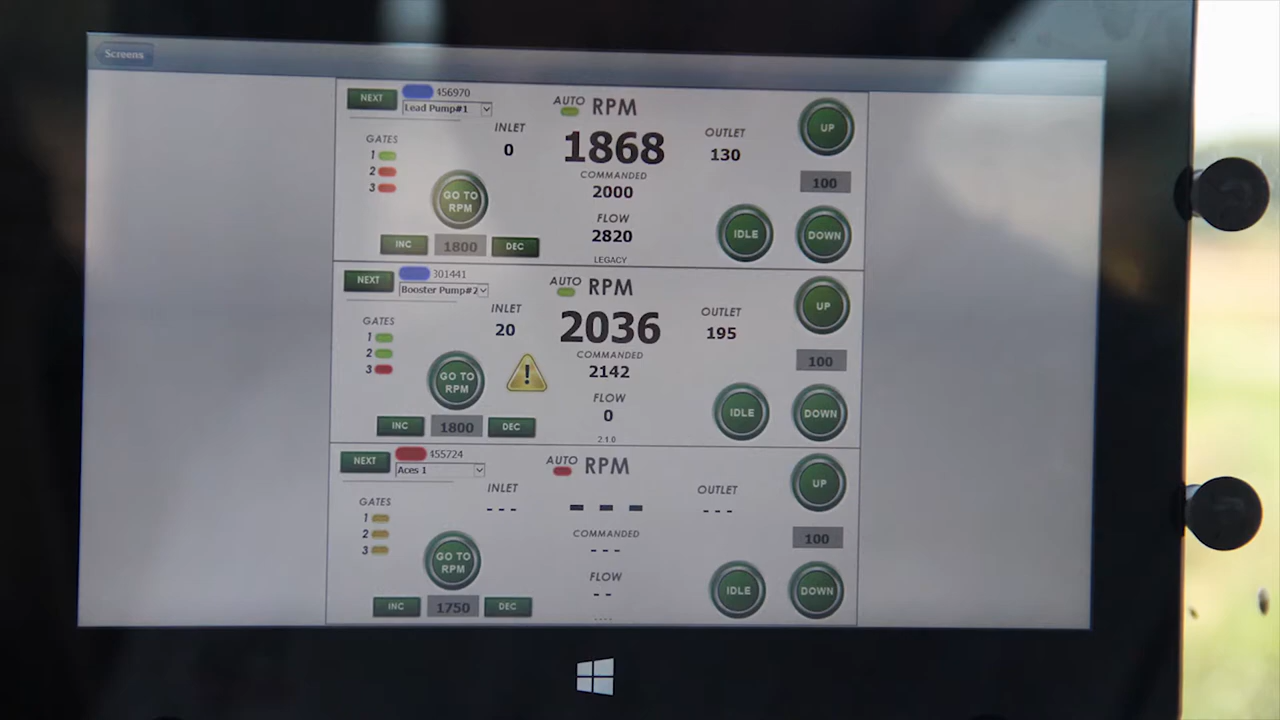 Screens
NEXT
456970
Lead Pump#1
AUTO RPM
GATES
1
2
3
INLET
0
1868
OUTLET
130
UP
COMMANDED
2000
100
GO TO RPM
FLOW
2820
IDLE
DOWN
INC
1800
DEC
LEGACY
NEXT
301441
Booster Pump#2
AUTO RPM
GATES
1
2
3
INLET
20
2036
OUTLET
195
UP
COMMANDED
2142
100
GO TO RPM
!
FLOW
0
IDLE
DOWN
INC
1800
DEC
2.1.0
NEXT
455724
Aces 1
AUTO RPM
GATES
1
2
3
INLET
- - -
- - -
OUTLET
- - -
UP
COMMANDED
- - -
100
GO TO RPM
FLOW
- -
IDLE
DOWN
INC
1750
DEC
- - - -